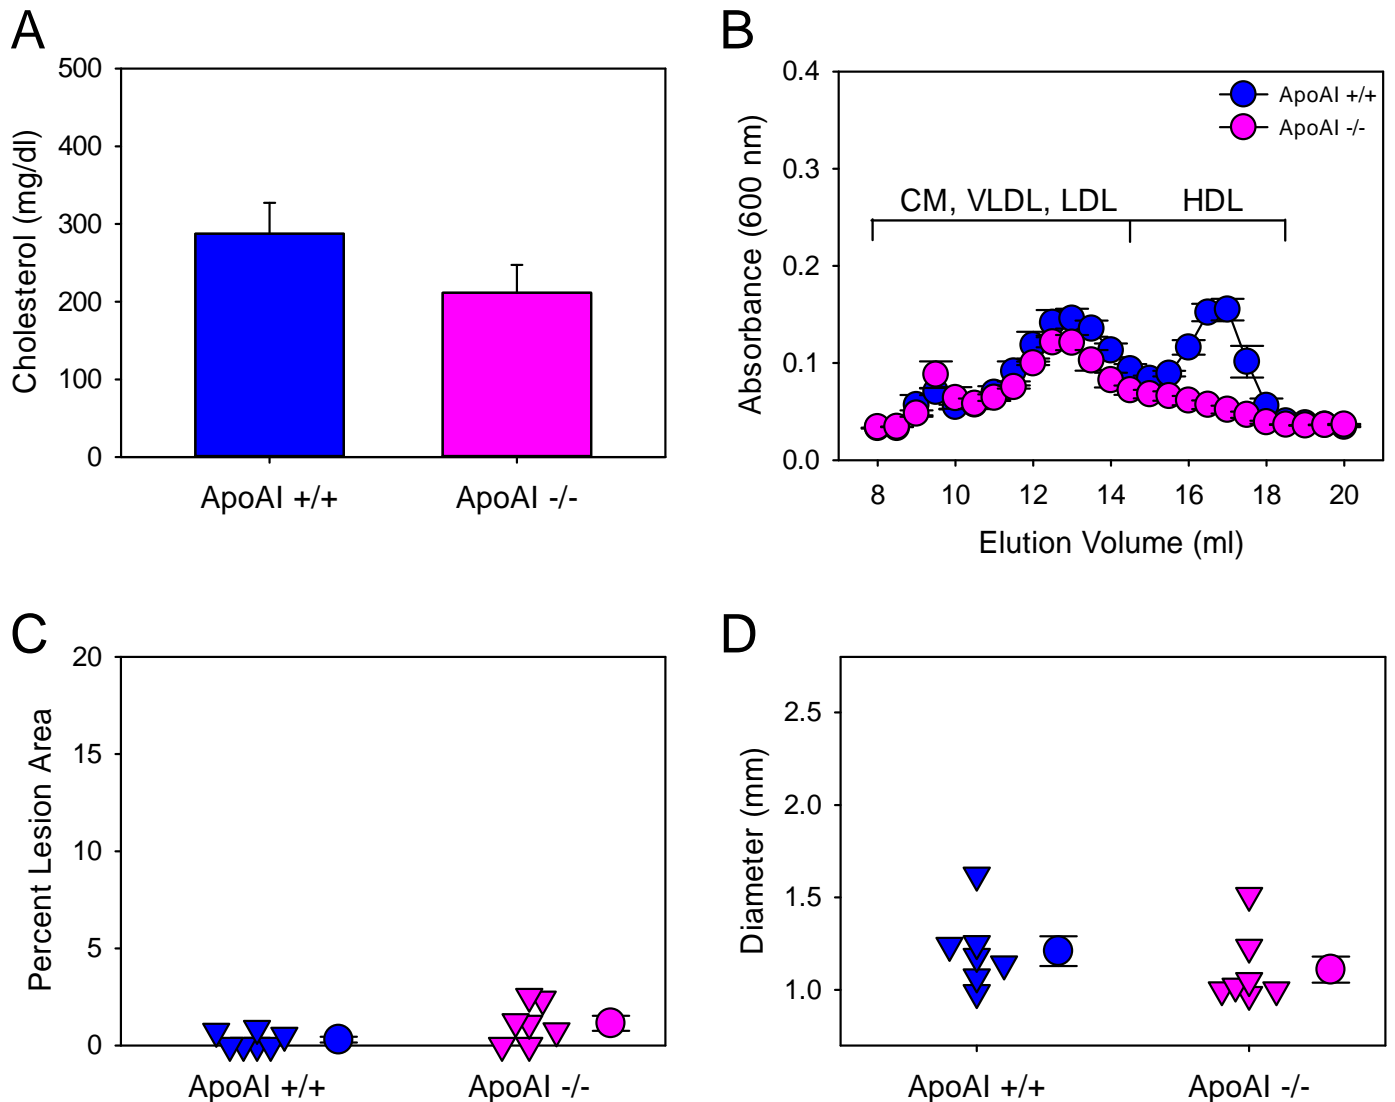 A
Cholesterol (mg/dl)
500
400
300
200
100
0
ApoAI +/+ ApoAI -/-
B
Absorbance (600 nm)
0.4
0.3
0.2
0.1
0.0
ApoAI +/+
ApoAI -/-
CM, VLDL, LDL HDL
8 10 12 14 16 18 20
Elution Volume (ml)
C
Percent Lesion Area
20
15
10
5
0
ApoAI +/+ ApoAI -/-
D
Diameter (mm)
2.5
2.0
1.5
1.0
ApoAI +/+ ApoAI -/-